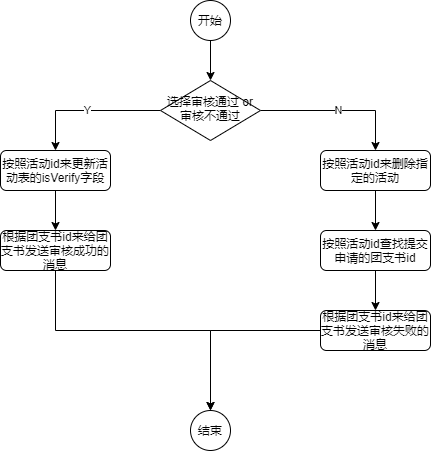 开始
选择审核通过 or
审核不通过
Y
N
按照活动id来更新活
动表的isVerify字段
按照活动id来删除指
定的活动
根据团支书id来给团
支书发送审核成功的
消息
按照活动id查找提交
申请的团支书id
根据团支书id来给团
支书发送审核失败的
消息
结束